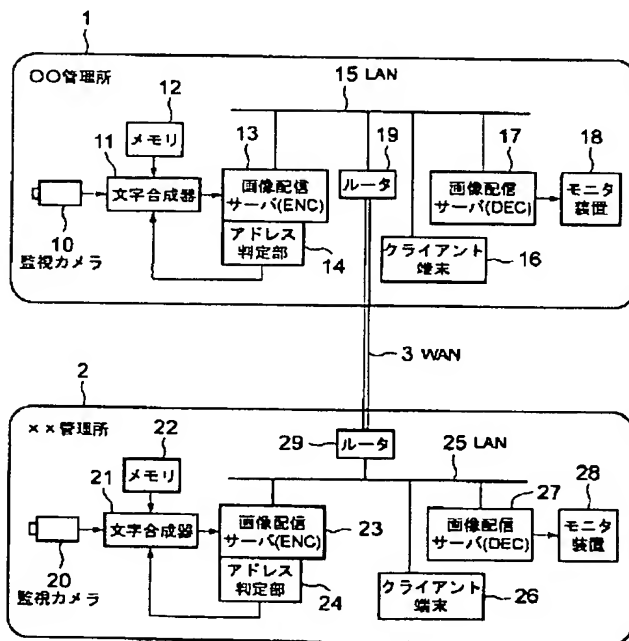 1
○○管理所
15 LAN
12
メモリ
11
文字合成器
13
画像配信
サーバ(ENC)
アドレス
判定部
14
10
監視カメラ
19
ルータ
17
画像配信
サーバ(DEC)
18
モニタ
装置
クライアント
端末
16
3 WAN
2
××管理所
29
ルータ
25 LAN
22
メモリ
21
文字合成器
画像配信
サーバ(ENC)
23
アドレス
判定部
24
20
監視カメラ
27
画像配信
サーバ(DEC)
28
モニタ
装置
クライアント
端末
26